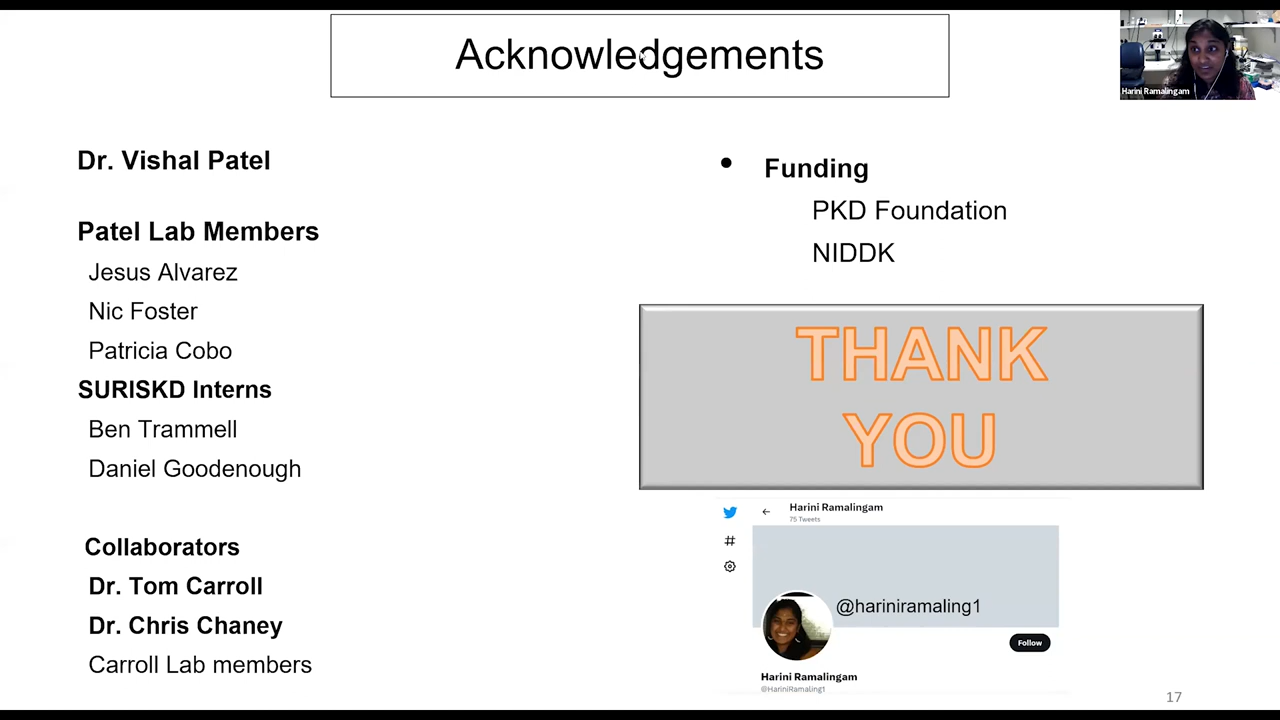 Acknowledgements
Harini Ramalingam
Dr. Vishal Patel
Patel Lab Members
Jesus Alvarez
Nic Foster
Patricia Cobo
SURISKD Interns
Ben Trammell
Daniel Goodenough
Collaborators
Dr. Tom Carroll
Dr. Chris Chaney
Carroll Lab members
• Funding
PKD Foundation
NIDDK
THANK
YOU
Harini Ramalingam
75 Tweets
@hariniramaling1
Follow
Harini Ramalingam
@HariniRamaling1
17